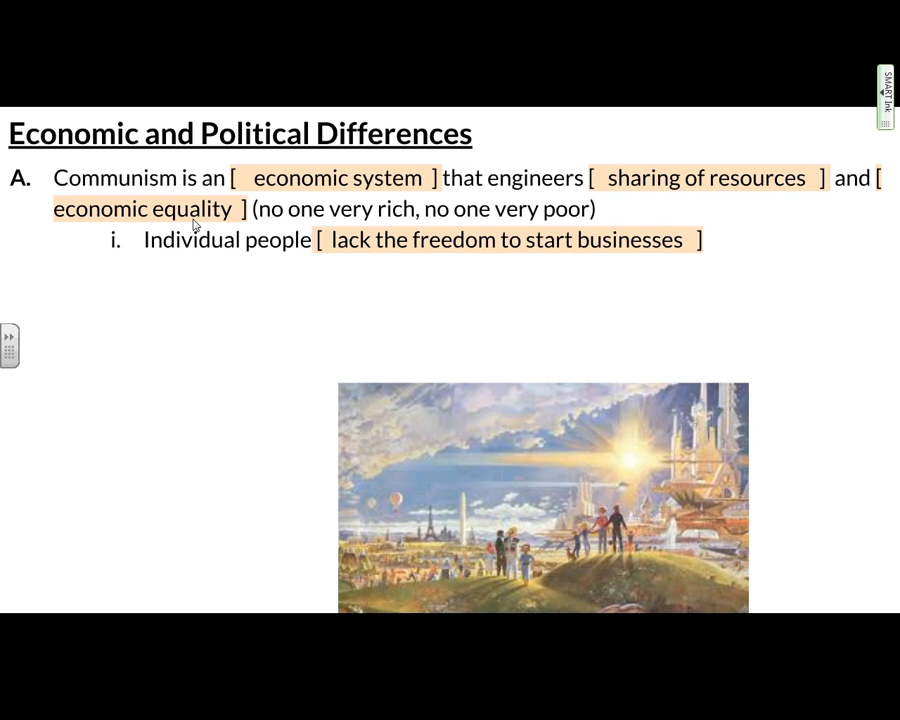 SMART Ink
Economic and Political Differences
A. Communism is an [ economic system ] that engineers [ sharing of resources ] and [
economic equality ] (no one very rich, no one very poor)
i. Individual people [ lack the freedom to start businesses ]